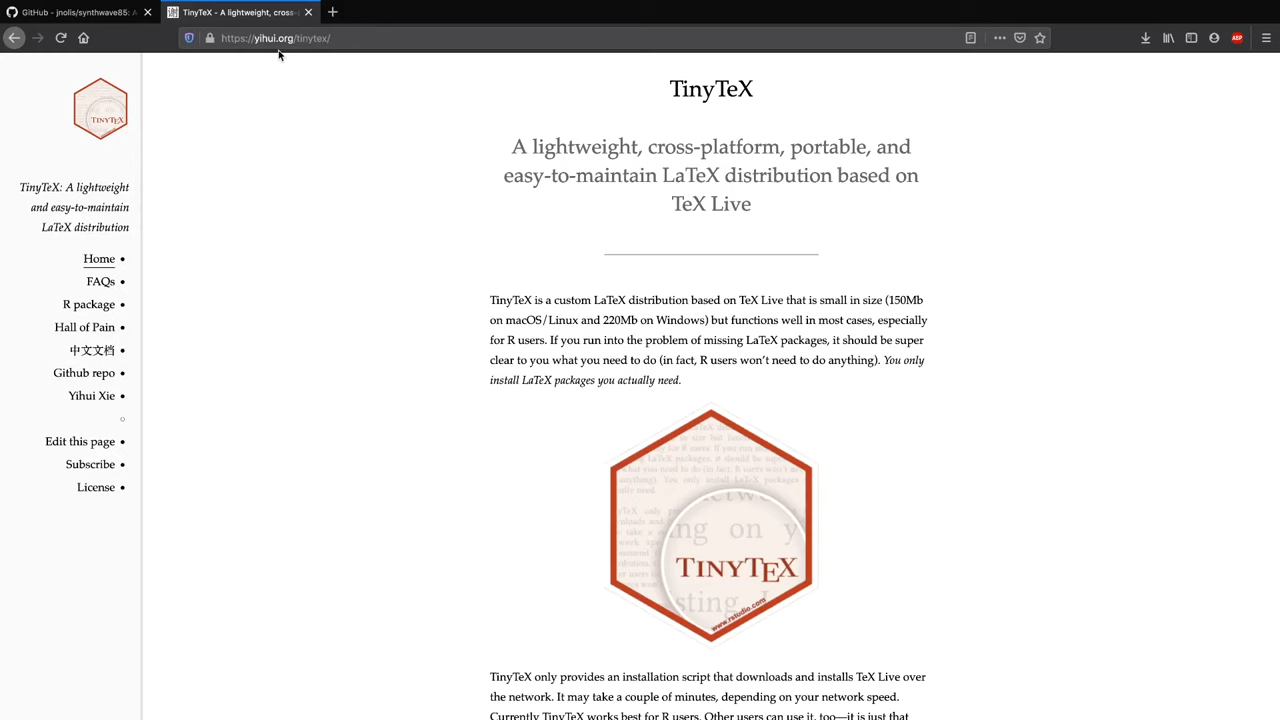 GitHub - jnolis/synthwave85: A
TinyTeX - A lightweight, cross-
https://yihui.org/tinytex/
ABP
TINYTEX
TinyTeX: A lightweight
and easy-to-maintain
LaTeX distribution
Home
FAQs
R package
Hall of Pain
中文文档
Github repo
Yihui Xie
Edit this page
Subscribe
License
TinyTeX
A lightweight, cross-platform, portable, and
easy-to-maintain LaTeX distribution based on
TeX Live
TinyTeX is a custom LaTeX distribution based on TeX Live that is small in size (150Mb
on macOS/Linux and 220Mb on Windows) but functions well in most cases, especially
for R users. If you run into the problem of missing LaTeX packages, it should be super
clear to you what you need to do (in fact, R users won't need to do anything). You only
install LaTeX packages you actually need.
ing on y
TINYTEX
sting
www.rstudio.com
TinyTeX only provides an installation script that downloads and installs TeX Live over
the network. It may take a couple of minutes, depending on your network speed.
Currently TinyTeX works best for R users. Other users can use it, too—it is just that